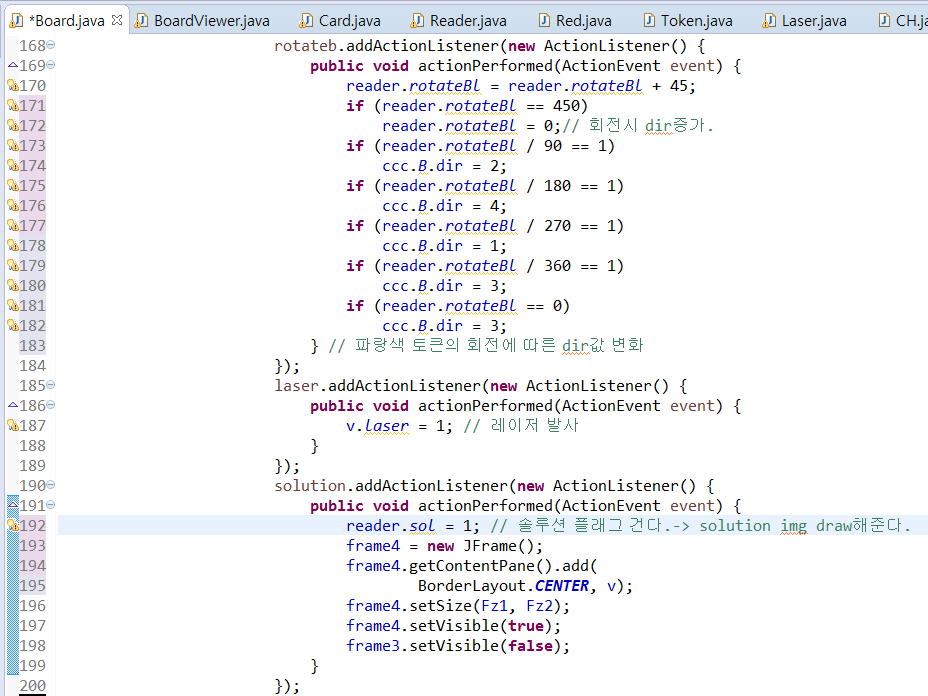 *Board.java BoardViewer.java Card.java Reader.java Red.java Token.java Laser.java CH.ja
168 rotateb.addActionListener(new ActionListener() {
169 public void actionPerformed(ActionEvent event) {
170 reader.rotateBl = reader.rotateBl + 45;
171 if (reader.rotateBl == 450)
172 reader.rotateBl = 0;// 회전시 dir증가.
173 if (reader.rotateBl / 90 == 1)
174 ccc.B.dir = 2;
175 if (reader.rotateBl / 180 == 1)
176 ccc.B.dir = 4;
177 if (reader.rotateBl / 270 == 1)
178 ccc.B.dir = 1;
179 if (reader.rotateBl / 360 == 1)
180 ccc.B.dir = 3;
181 if (reader.rotateBl == 0)
182 ccc.B.dir = 3;
183 } // 파랑색 토큰의 회전에 따른 dir값 변화
184 });
185 laser.addActionListener(new ActionListener() {
186 public void actionPerformed(ActionEvent event) {
187 v.laser = 1; // 레이저 발사
188 }
189 });
190 solution.addActionListener(new ActionListener() {
191 public void actionPerformed(ActionEvent event) {
192 reader.sol = 1; // 솔루션 플래그 건다.-> solution img draw해준다.
193 frame4 = new JFrame();
194 frame4.getContentPane().add(
195 BorderLayout.CENTER, v);
196 frame4.setSize(Fz1, Fz2);
197 frame4.setVisible(true);
198 frame3.setVisible(false);
199 }
200 });